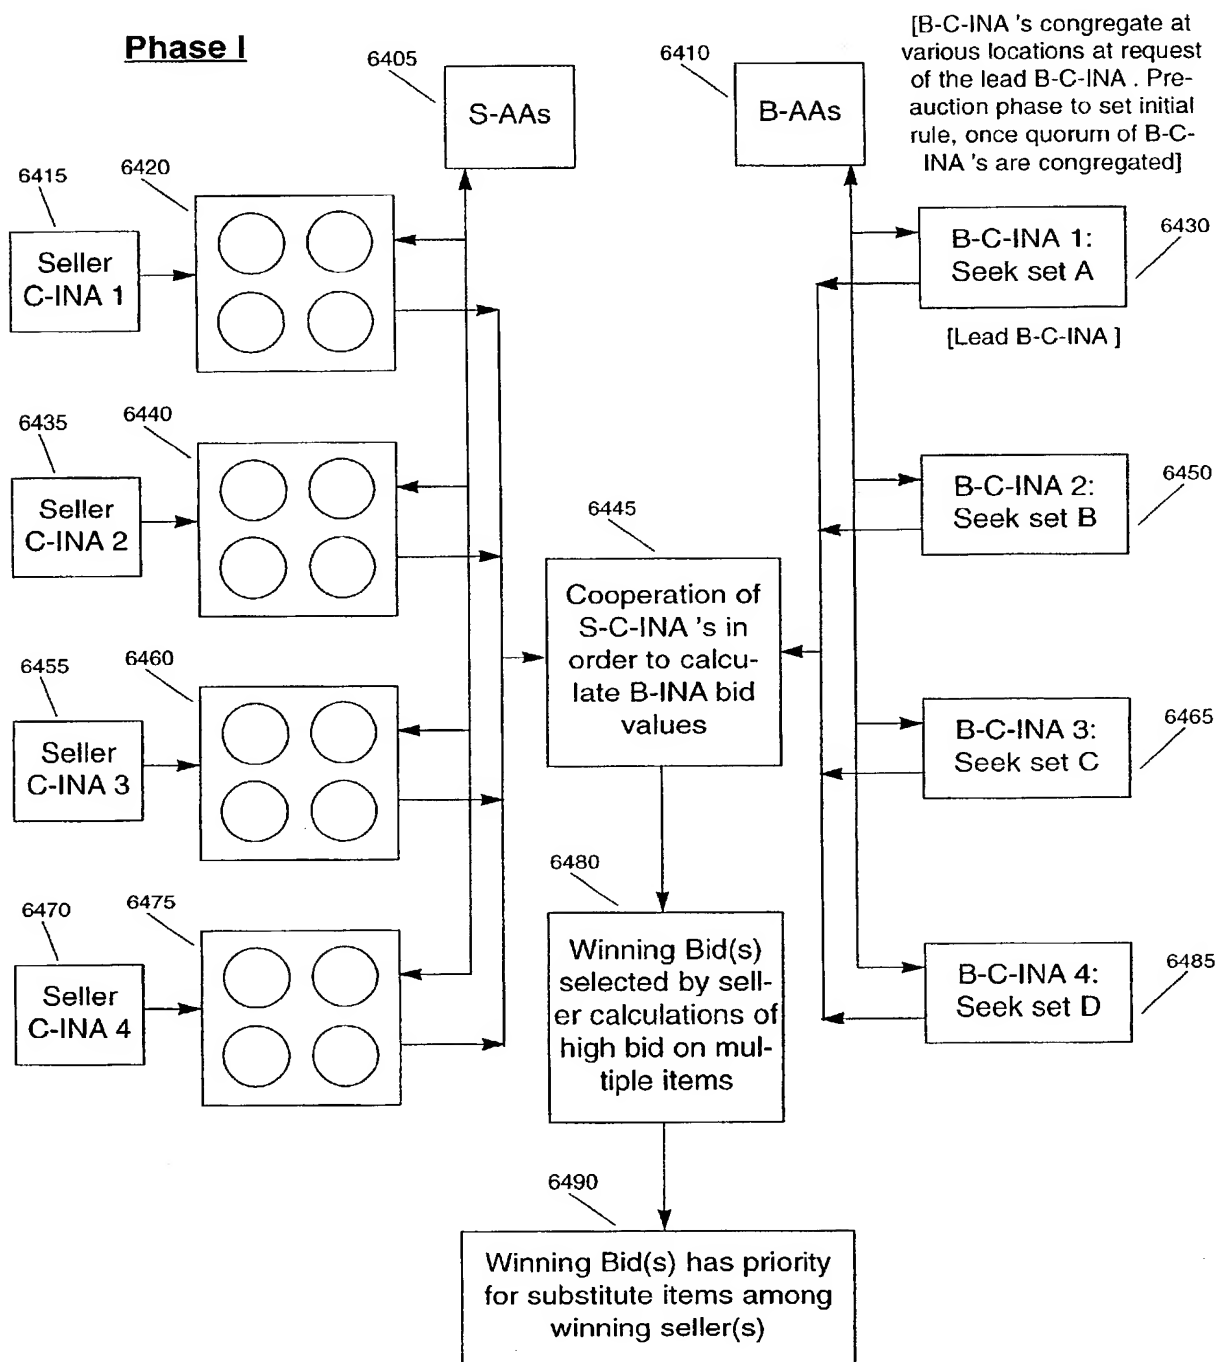 Phase I
6405
S-AAs
6410
B-AAs
[B-C-INA 's congregate at
various locations at request
of the lead B-C-INA . Pre-
auction phase to set initial
rule, once quorum of B-C-
INA 's are congregated]
6415
Seller
C-INA 1
6420
B-C-INA 1:
Seek set A
6430
[Lead B-C-INA ]
6435
Seller
C-INA 2
6440
B-C-INA 2:
Seek set B
6450
6445
Cooperation of
S-C-INA 's in
order to calcu-
late B-INA bid
values
6455
Seller
C-INA 3
6460
B-C-INA 3:
Seek set C
6465
6470
Seller
C-INA 4
6475
6480
Winning Bid(s)
selected by sell-
er calculations of
high bid on mul-
tiple items
B-C-INA 4:
Seek set D
6485
6490
Winning Bid(s) has priority
for substitute items among
winning seller(s)